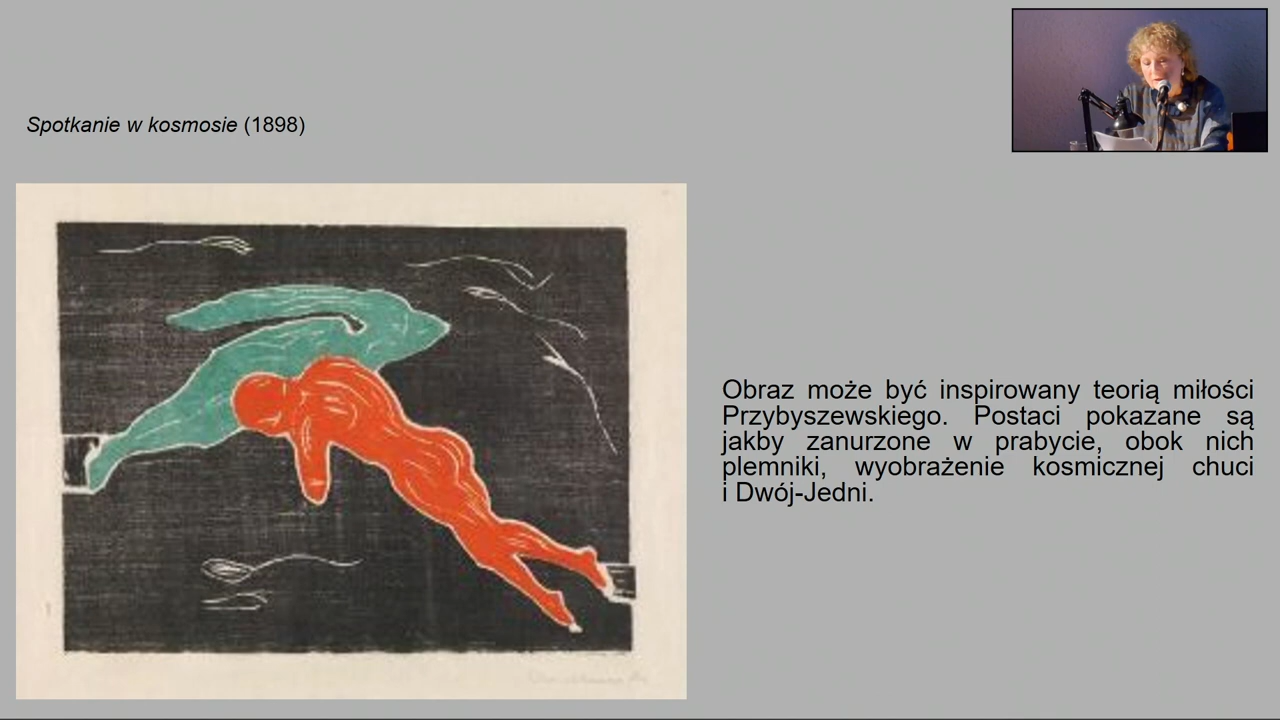 Spotkanie w kosmosie (1898)
Obraz może być inspirowany teorią miłości
Przybyszewskiego. Postaci pokazane są
jakby zanurzone w prabycie, obok nich
plemniki, wyobrażenie kosmicznej chuci
i Dwój-Jedni.